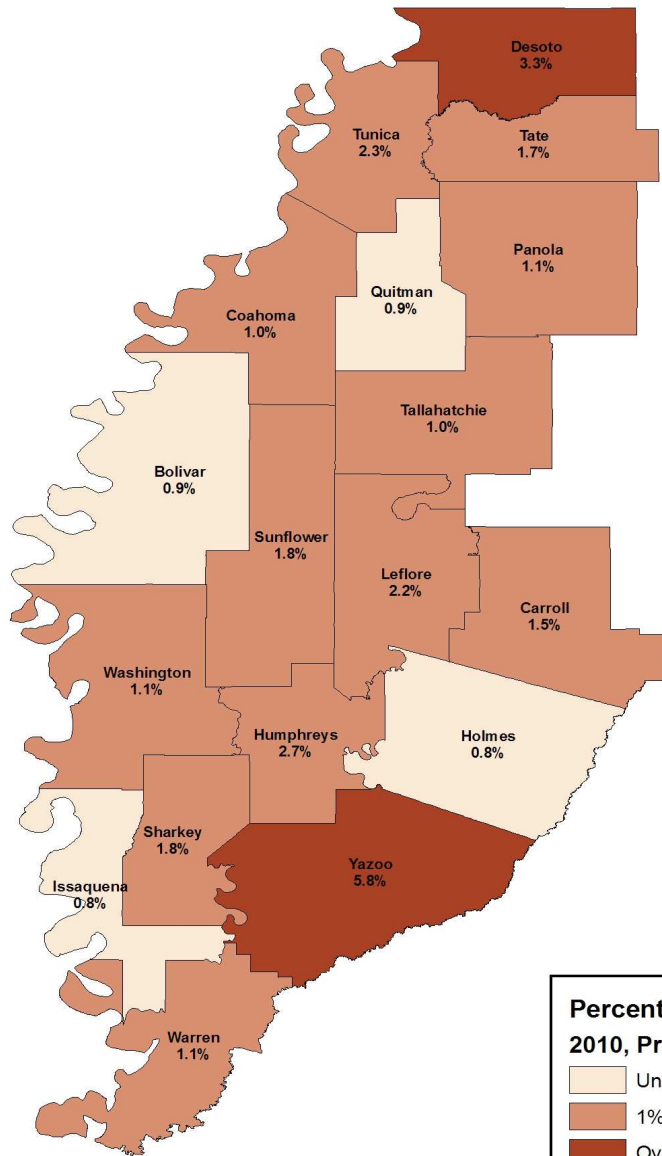 Desoto
3.3%
Tunica
2.3%
Tate
1.7%
Panola
1.1%
Quitman
0.9%
Coahoma
1.0%
Tallahatchie
1.0%
Bolivar
0.9%
Sunflower
1.8%
Leflore
2.2%
Carroll
1.5%
Washington
1.1%
Humphreys
2.7%
Holmes
0.8%
Sharkey
1.8%
Yazoo
5.8%
Issaquena
0.8%
Warren
1.1%
Percent
2010, Pr
Un
1%
Ov